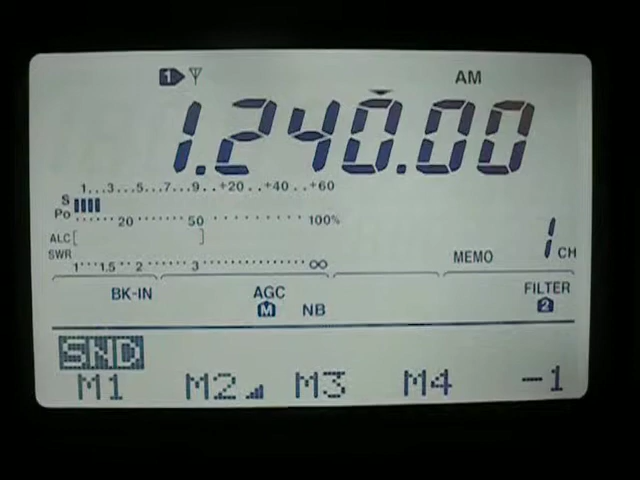 1 AM
1.240.00
S 1...3...5...7...9..+20..+40..+60
Po 20 50 100%
ALC
SWR 1 1.5 2 3 ∞
MEMO 1 CH
BK-IN AGC FILTER
M NB 2
SND
M1 M2 M3 M4 -1